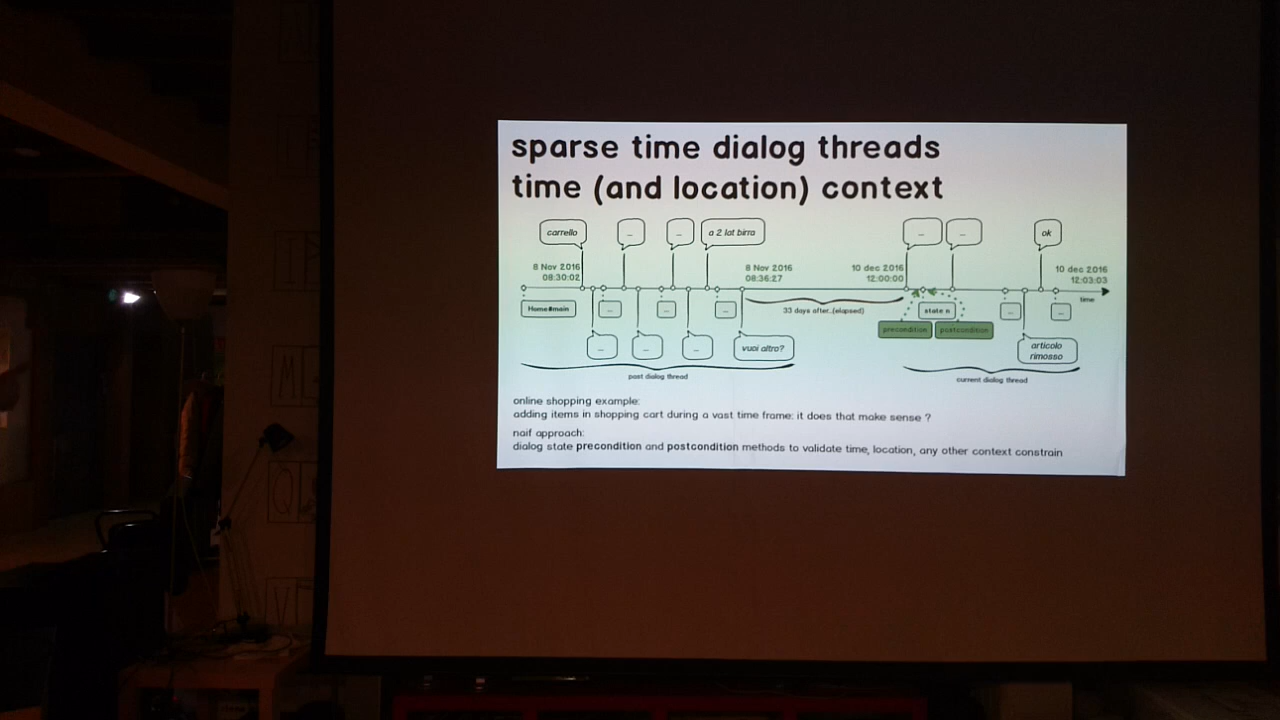 sparse time dialog threads
time (and location) context
carrello
...
...
a 2 lat birra
...
...
ok
8 Nov 2016
08:30:02
8 Nov 2016
08:36:27
10 dec 2016
12:00:00
10 dec 2016
12:03:03
time
Home#main
...
...
...
33 days after..(elapsed)
state n
...
...
precondition
postcondition
...
...
...
vuoi altro?
articolo
rimosso
past dialog thread
current dialog thread
online shopping example:
adding items in shopping cart during a vast time frame: it does that make sense ?
naif approach:
dialog state precondition and postcondition methods to validate time, location, any other context constrain